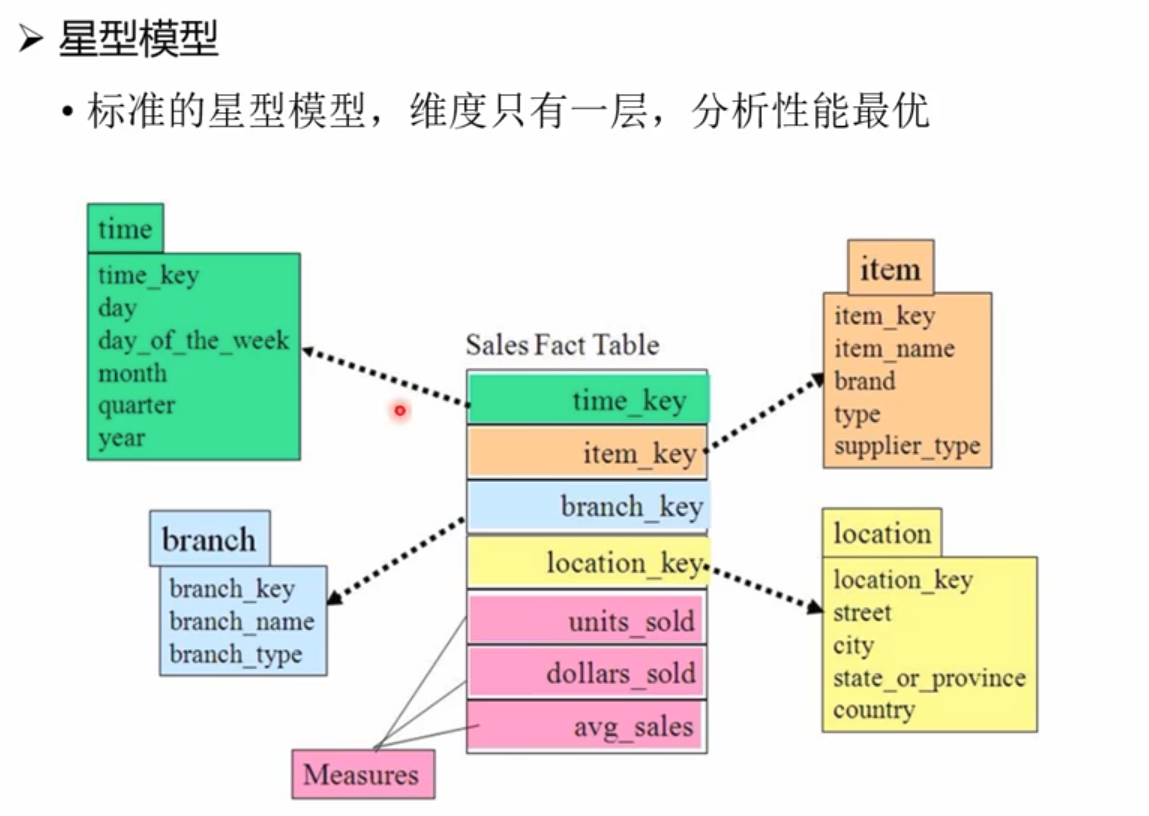 ➢ 星型模型
• 标准的星型模型，维度只有一层，分析性能最优
time
time_key
day
day_of_the_week
month
quarter
year
item
item_key
item_name
brand
type
supplier_type
Sales Fact Table
time_key
item_key
branch_key
location_key
units_sold
dollars_sold
avg_sales
branch
branch_key
branch_name
branch_type
location
location_key
street
city
state_or_province
country
Measures